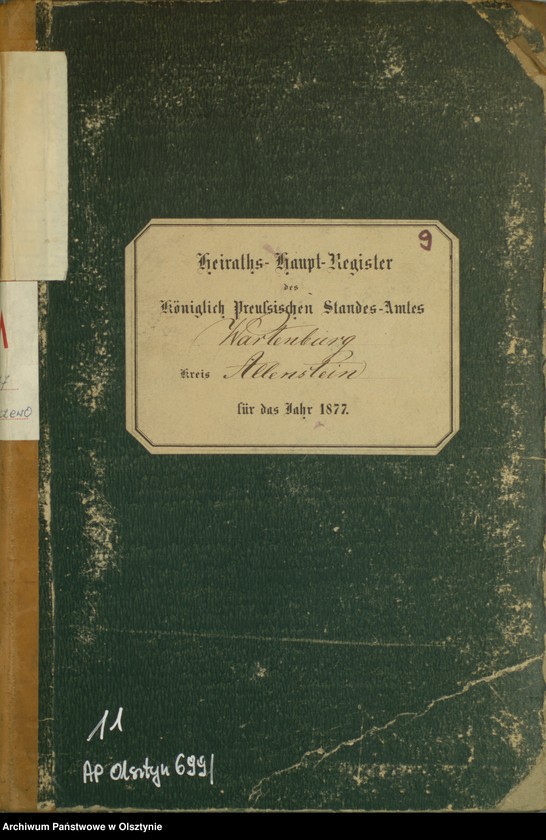 9
Heiraths-Haupt-Register
des
Königlich Preußischen Standes-Amtes
Wartenburg
Kreis Allenstein
für das Jahr 1877.
11
AP Olsztyn 699/
Archiwum Państwowe w Olsztynie